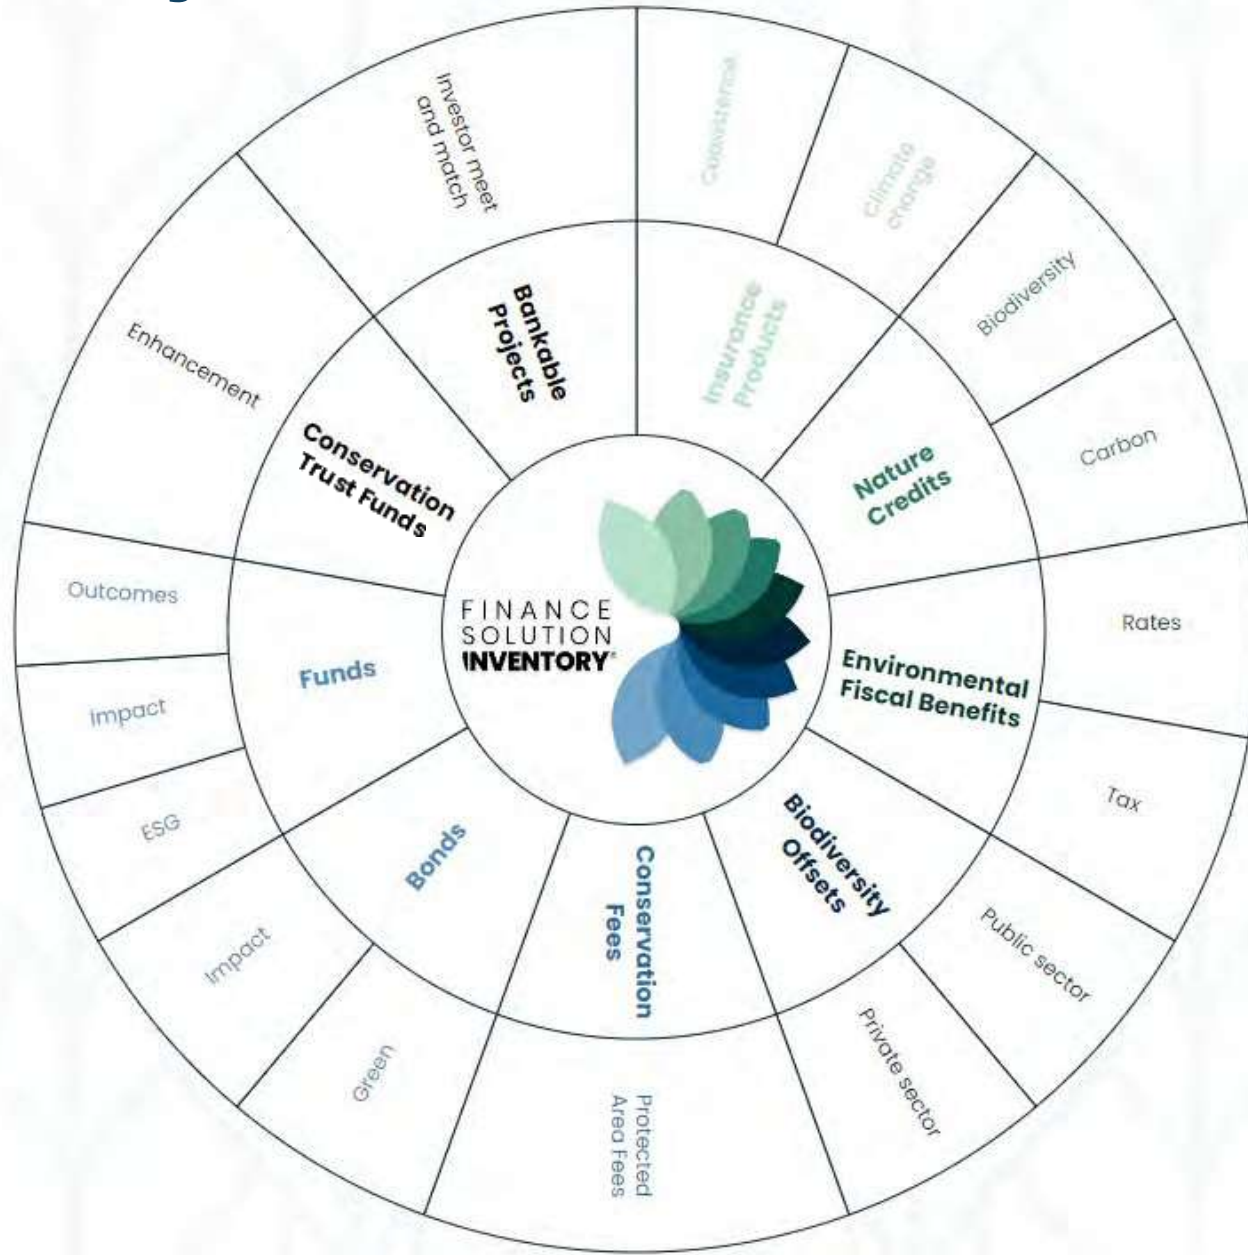 FINANCE
SOLUTION
INVENTORY®
Insurance
Products
Coexistence
Climate
change
Nature
Credits
Biodiversity
Carbon
Environmental
Fiscal Benefits
Rates
Tax
Biodiversity
Offsets
Public sector
Private sector
Conservation
Fees
Protected
Area Fees
Bonds
Green
Impact
Funds
ESG
Impact
Outcomes
Conservation
Trust Funds
Enhancement
Bankable
Projects
Investor meet
and match